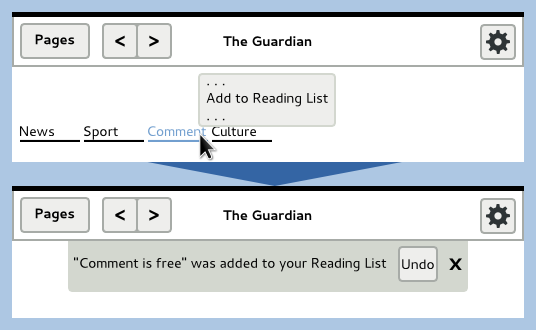 Pages < > The Guardian
. . .
Add to Reading List
. . .
News Sport Comment Culture
Pages < > The Guardian
"Comment is free" was added to your Reading List Undo X